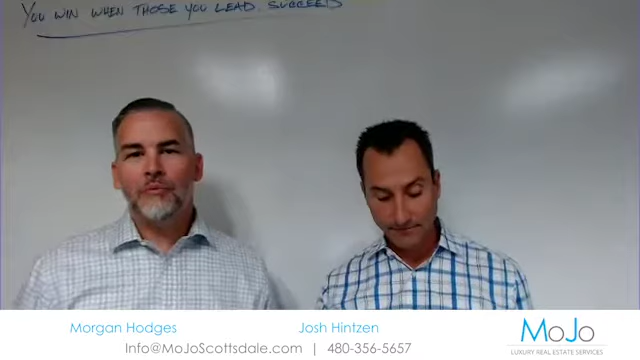 YOU WIN WHEN THOSE YOU LEAD SUCCEED
Morgan Hodges Josh Hintzen
Info@MoJoScottsdale.com | 480-356-5657
MoJo
LUXURY REAL ESTATE SERVICES